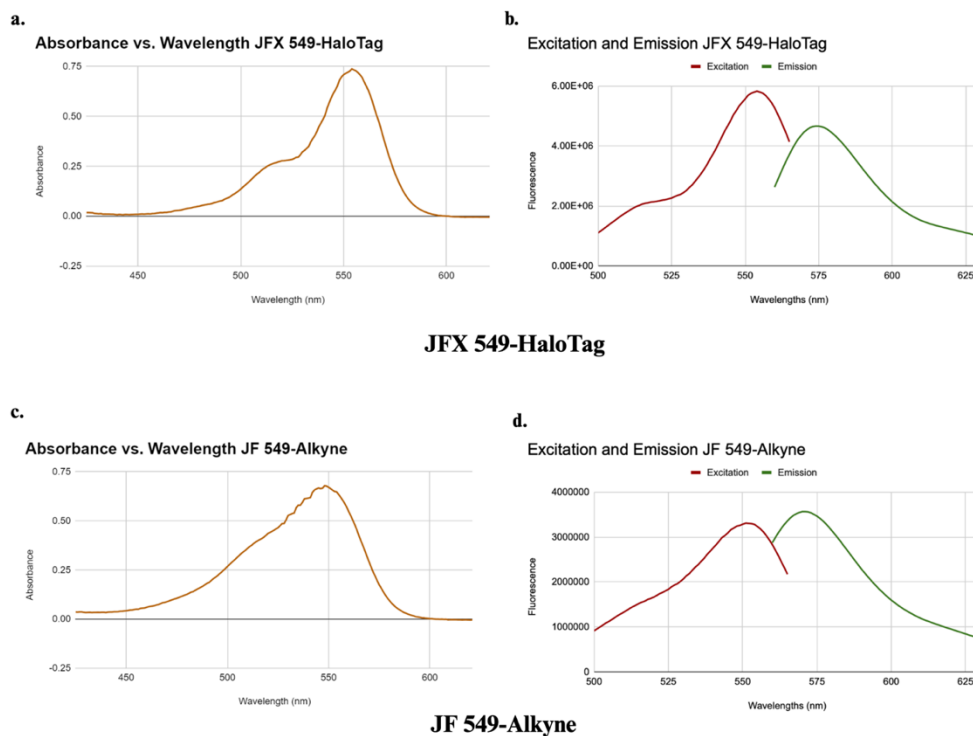 a.
Absorbance vs. Wavelength JFX 549-HaloTag
0.75
0.50
0.25
0.00
-0.25
Absorbance
450
500
550
600
Wavelength (nm)
b.
Excitation and Emission JFX 549-HaloTag
Excitation
Emission
6.00E+06
4.00E+06
2.00E+06
0.00E+00
Fluorescence
500
525
550
575
600
625
Wavelengths (nm)
JFX 549-HaloTag
c.
Absorbance vs. Wavelength JF 549-Alkyne
0.75
0.50
0.25
0.00
-0.25
Absorbance
450
500
550
600
Wavelength (nm)
d.
Excitation and Emission JF 549-Alkyne
Excitation
Emission
4000000
3000000
2000000
1000000
0
Fluorescence
500
525
550
575
600
625
Wavelengths (nm)
JF 549-Alkyne